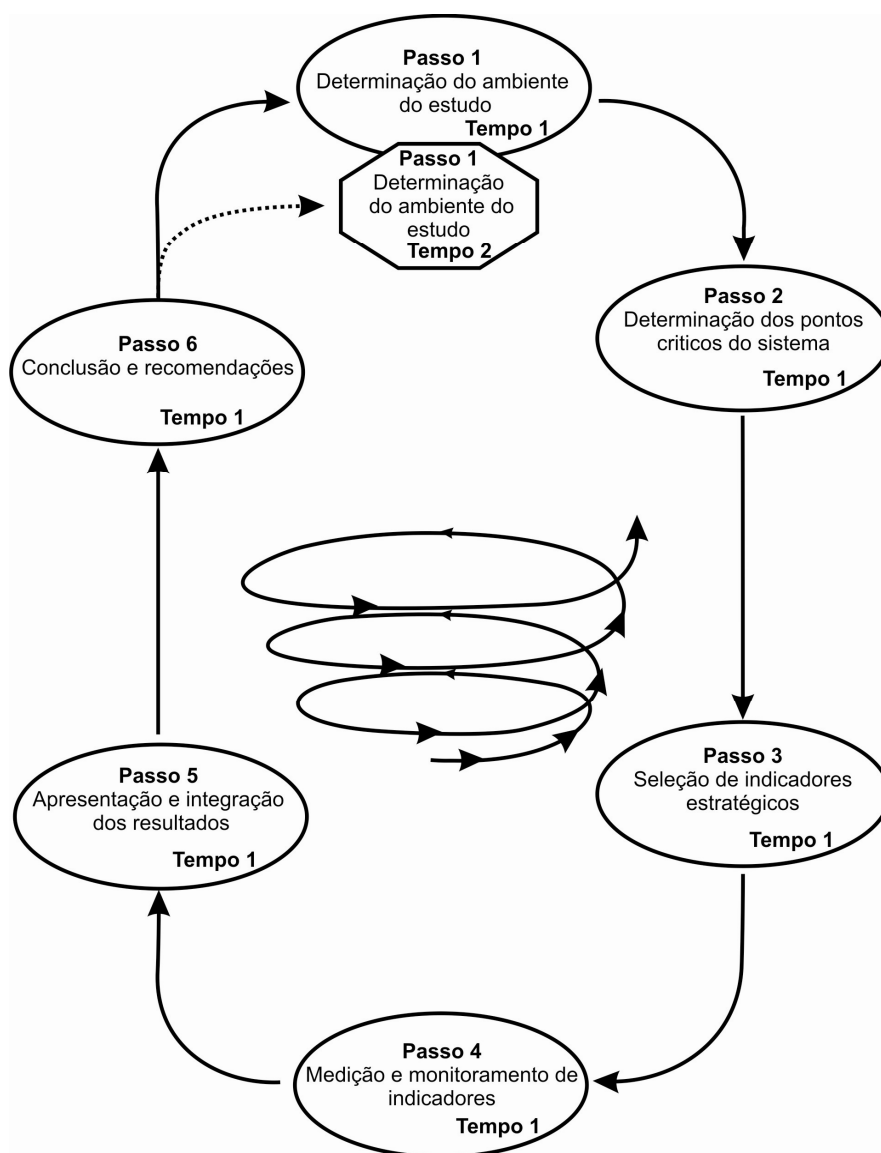 Passo 1
Determinação do ambiente
do estudo
Tempo 1
Passo 1
Determinação
do ambiente do
estudo
Tempo 2
Passo 2
Determinação dos pontos
criticos do sistema
Tempo 1
Passo 3
Seleção de indicadores
estratégicos
Tempo 1
Passo 4
Medição e monitoramento de
indicadores
Tempo 1
Passo 5
Apresentação e integração
dos resultados
Tempo 1
Passo 6
Conclusão e recomendações
Tempo 1